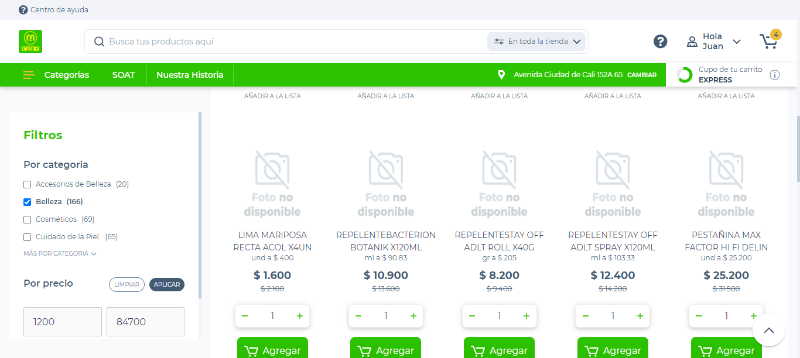 Centro de ayuda
Busca tus productos aquí
En toda la tienda
Hola
Juan
4
Categorías
SOAT
Nuestra Historia
Avenida Ciudad de Cali 152A 65 CAMBIAR
Cupo de tu carrito
EXPRESS
AÑADIR A LA LISTA
AÑADIR A LA LISTA
AÑADIR A LA LISTA
AÑADIR A LA LISTA
AÑADIR A LA LISTA
Filtros
Por categoria
Accesorios de Belleza (20)
Belleza (166)
Cosméticos (69)
Cuidado de la Piel (65)
MÁS POR CATEGORIA
Por precio
LIMPIAR
APLICAR
1200
84700
Foto no
disponible
LIMA MARIPOSA
RECTA ACOL X4UN
und a $ 400
$ 1.600
$ 2.100
1
Agregar
Foto no
disponible
REPELENTEBACTERION
BOTANIK X120ML
ml a $ 90.83
$ 10.900
$ 13.600
1
Agregar
Foto no
disponible
REPELENTESTAY OFF
ADLT ROLL X40G
gr a $ 205
$ 8.200
$ 9.400
1
Agregar
Foto no
disponible
REPELENTESTAY OFF
ADLT SPRAY X120ML
ml a $ 103.33
$ 12.400
$ 14.200
1
Agregar
Foto no
disponible
PESTAÑINA MAX
FACTOR HI FI DELIN
und a $ 25.200
$ 25.200
$ 31.500
1
Agregar